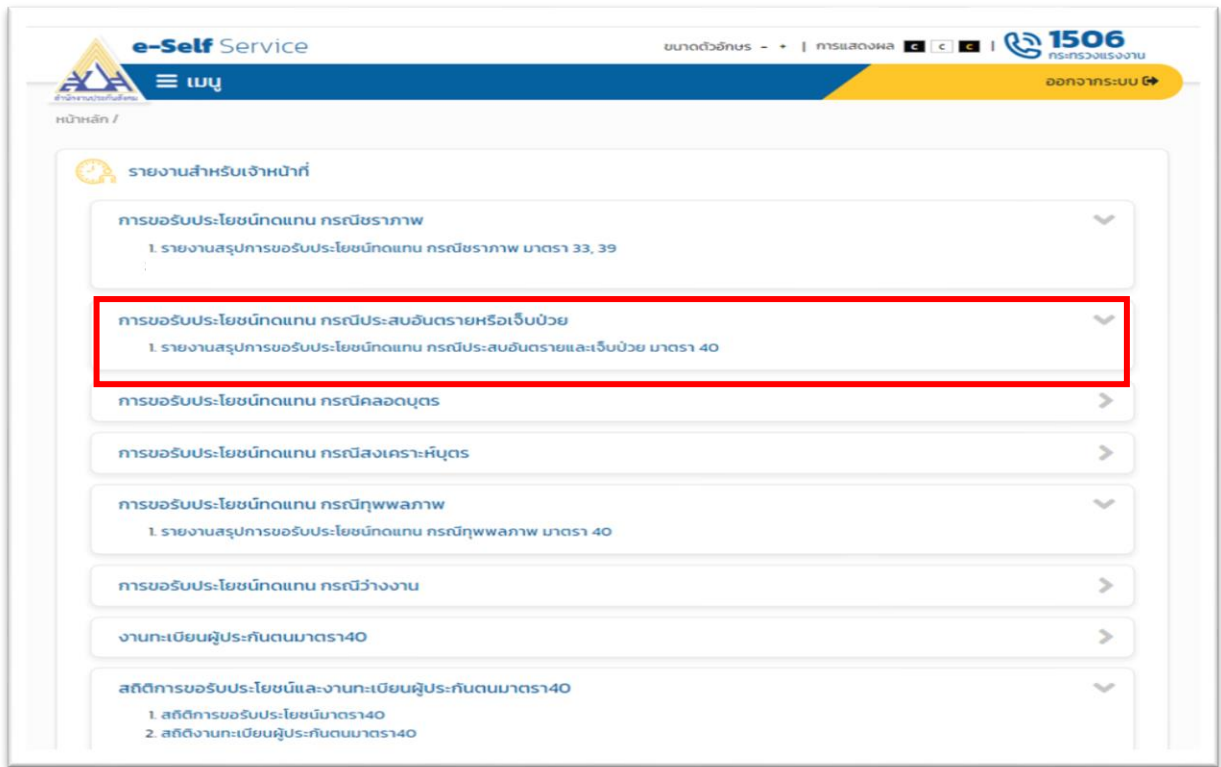 e-Self Service
ขนาดตัวอักษร - + | การแสดงผล C C C |
1506
กระทรวงแรงงาน
สำนักงานประกันสังคม
เมนู
ออกจากระบบ
หน้าหลัก /
รายงานสำหรับเจ้าหน้าที่
การขอรับประโยชน์ทดแทน กรณีชราภาพ
1. รายงานสรุปการขอรับประโยชน์ทดแทน กรณีชราภาพ มาตรา 33, 39
การขอรับประโยชน์ทดแทน กรณีประสบอันตรายหรือเจ็บป่วย
1. รายงานสรุปการขอรับประโยชน์ทดแทน กรณีประสบอันตรายและเจ็บป่วย มาตรา 40
การขอรับประโยชน์ทดแทน กรณีคลอดบุตร
การขอรับประโยชน์ทดแทน กรณีสงเคราะห์บุตร
การขอรับประโยชน์ทดแทน กรณีทุพพลภาพ
1. รายงานสรุปการขอรับประโยชน์ทดแทน กรณีทุพพลภาพ มาตรา 40
การขอรับประโยชน์ทดแทน กรณีว่างงาน
งานทะเบียนผู้ประกันตนมาตรา40
สถิติการขอรับประโยชน์และงานทะเบียนผู้ประกันตนมาตรา40
1. สถิติการขอรับประโยชน์มาตรา40
2. สถิติงานทะเบียนผู้ประกันตนมาตรา40